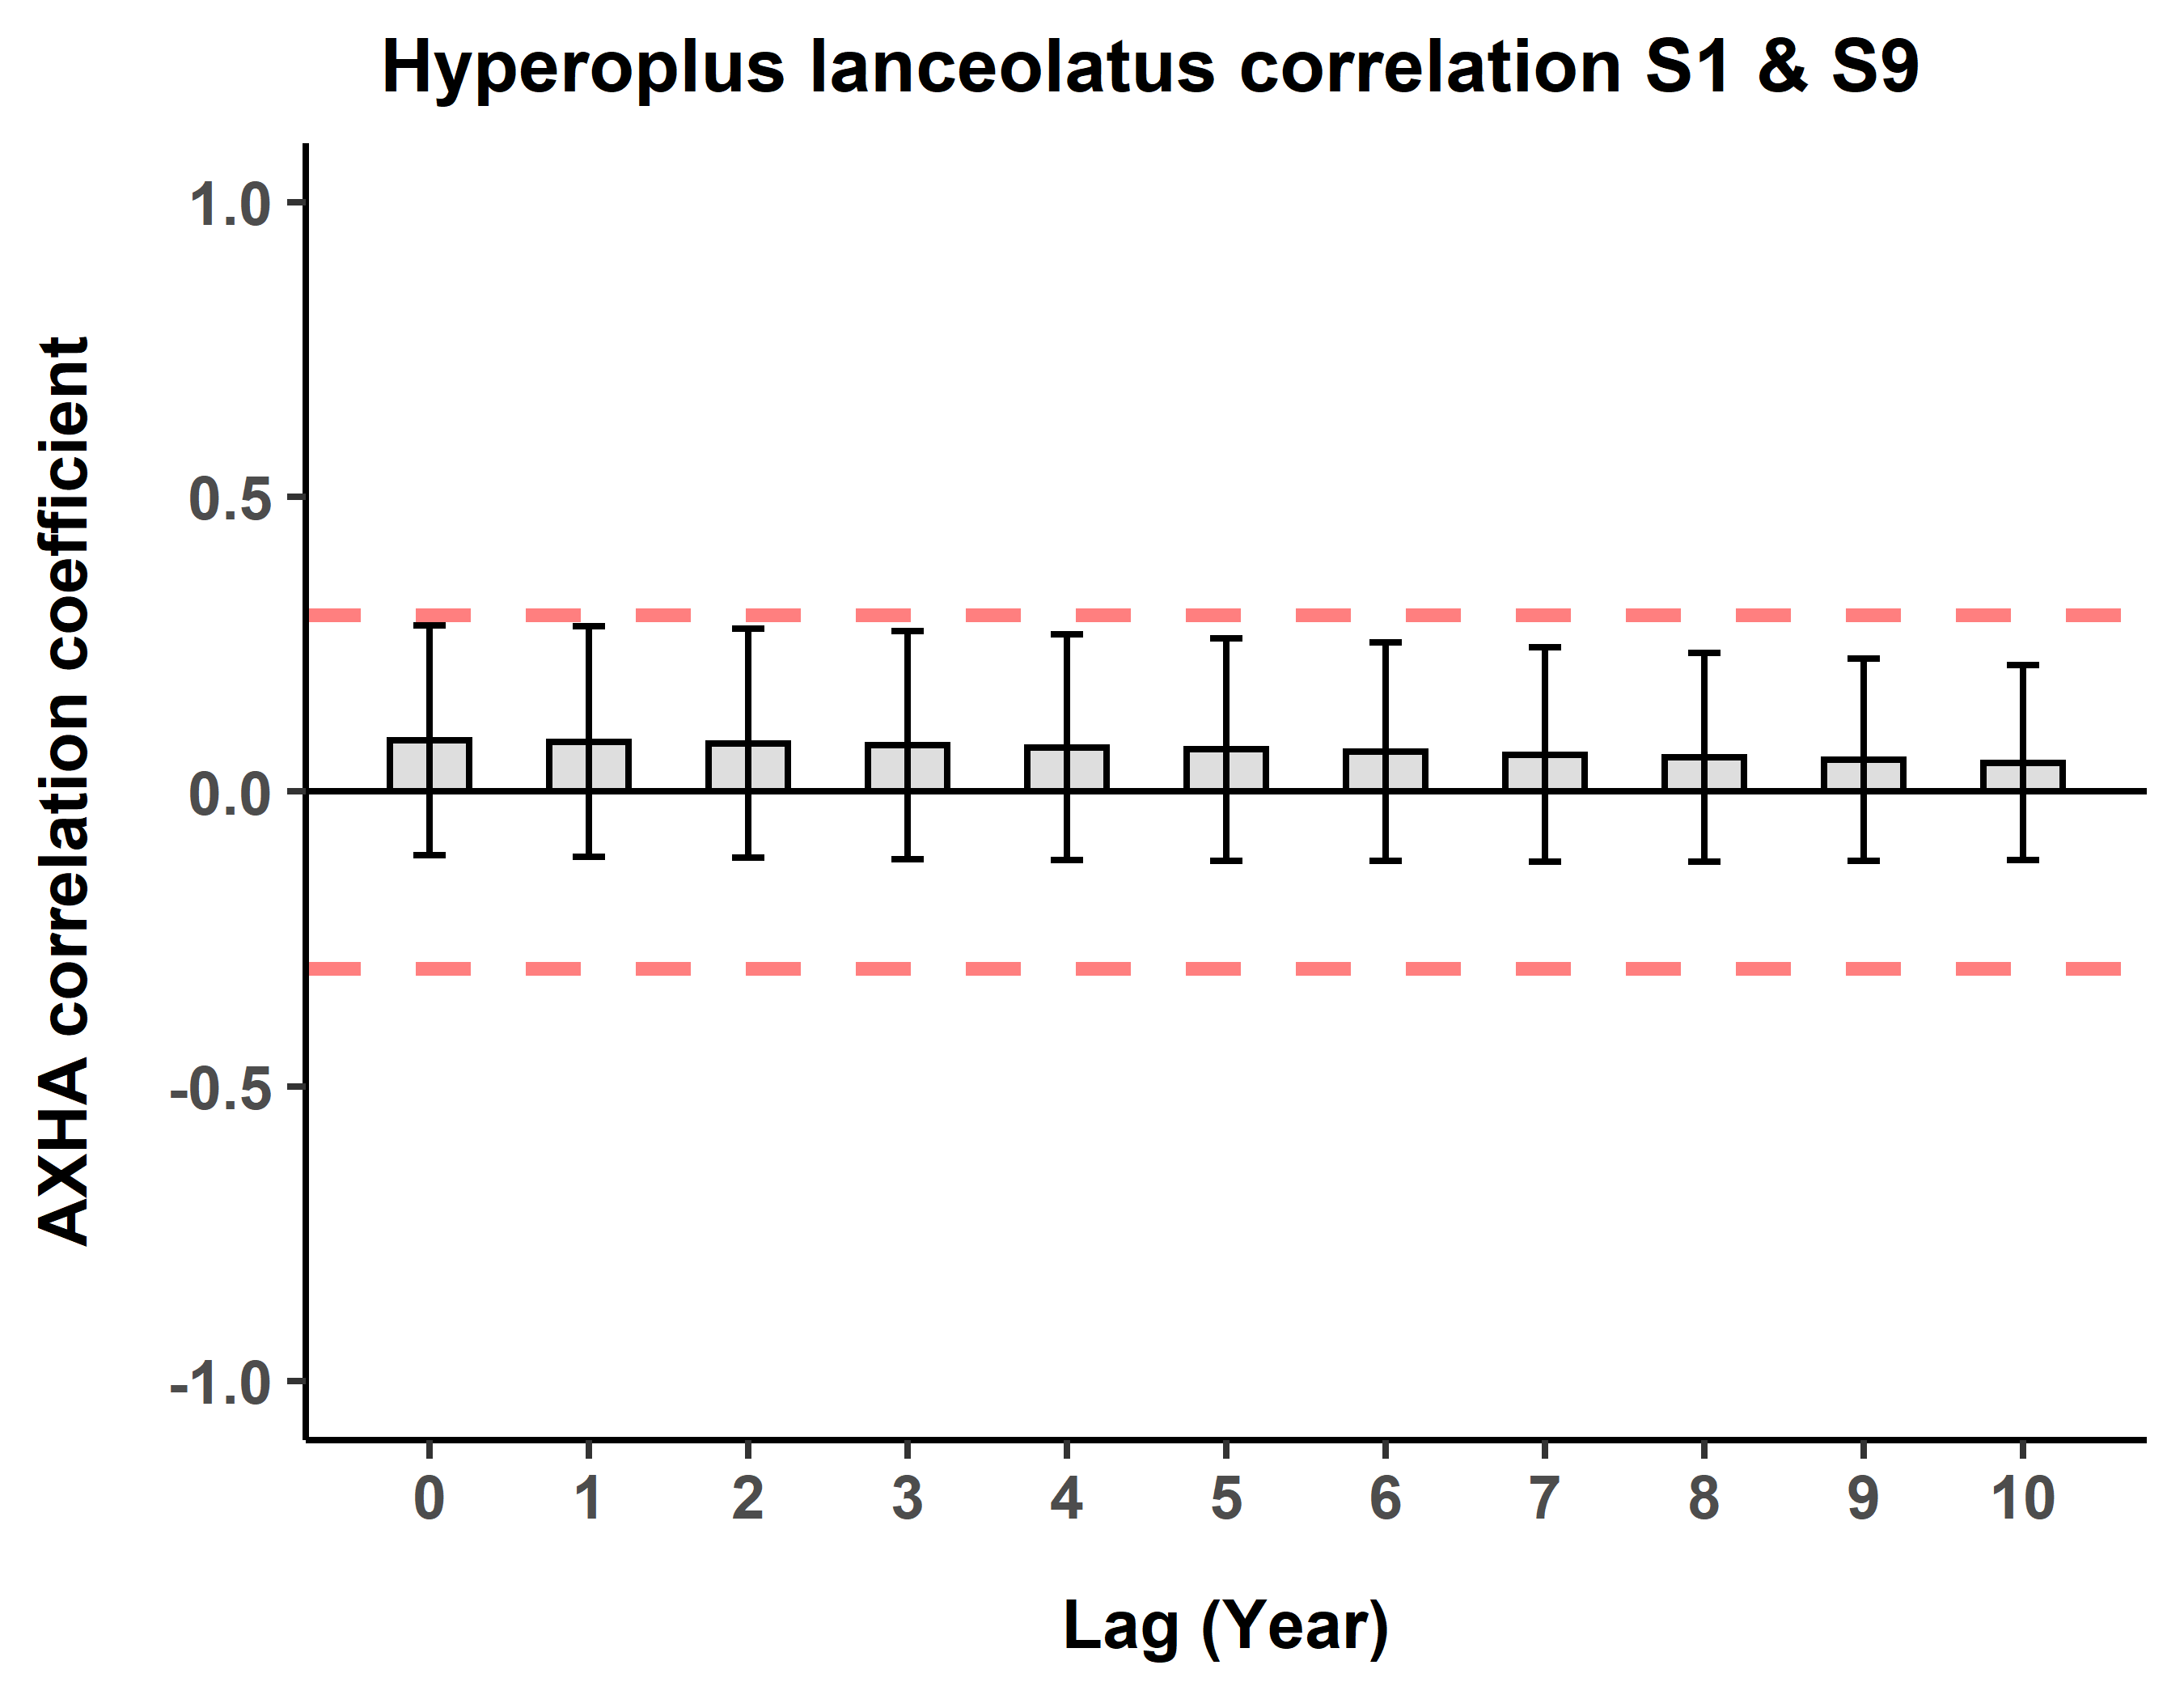 Hyperoplus lanceolatus correlation S1 & S9
AXHA correlation coefficient
1.0
0.5
0.0
-0.5
-1.0
0 1 2 3 4 5 6 7 8 9 10
Lag (Year)